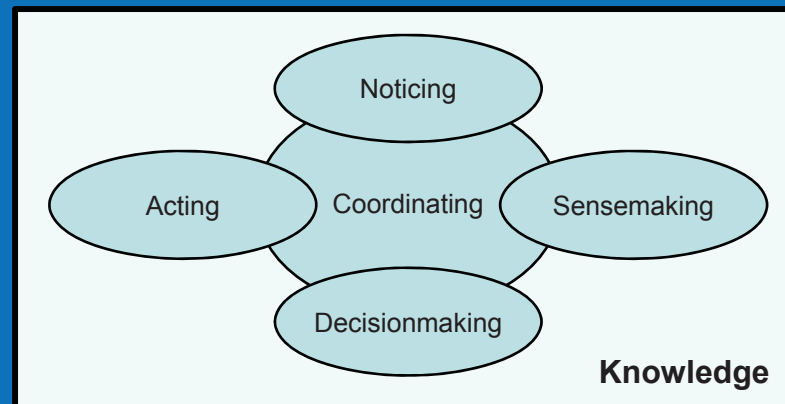 Noticing
Acting
Coordinating
Sensemaking
Decisionmaking
Knowledge